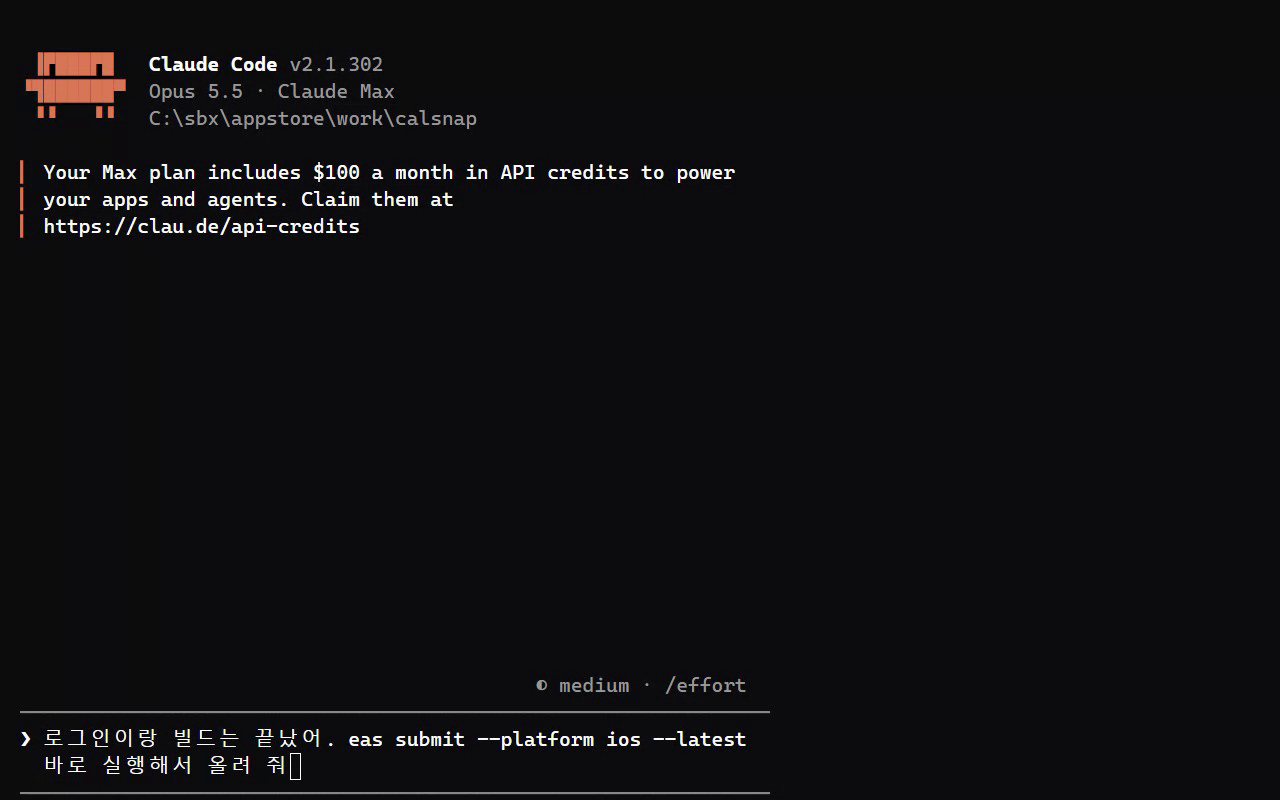 Claude Code v2.1.302
Opus 5.5 · Claude Max
C:\sbx\appstore\work\calsnap
Your Max plan includes $100 a month in API credits to power
your apps and agents. Claim them at
https://clau.de/api-credits
◐ medium · /effort
❯ 로그인이랑 빌드는 끝났어. eas submit --platform ios --latest
바로 실행해서 올려 줘